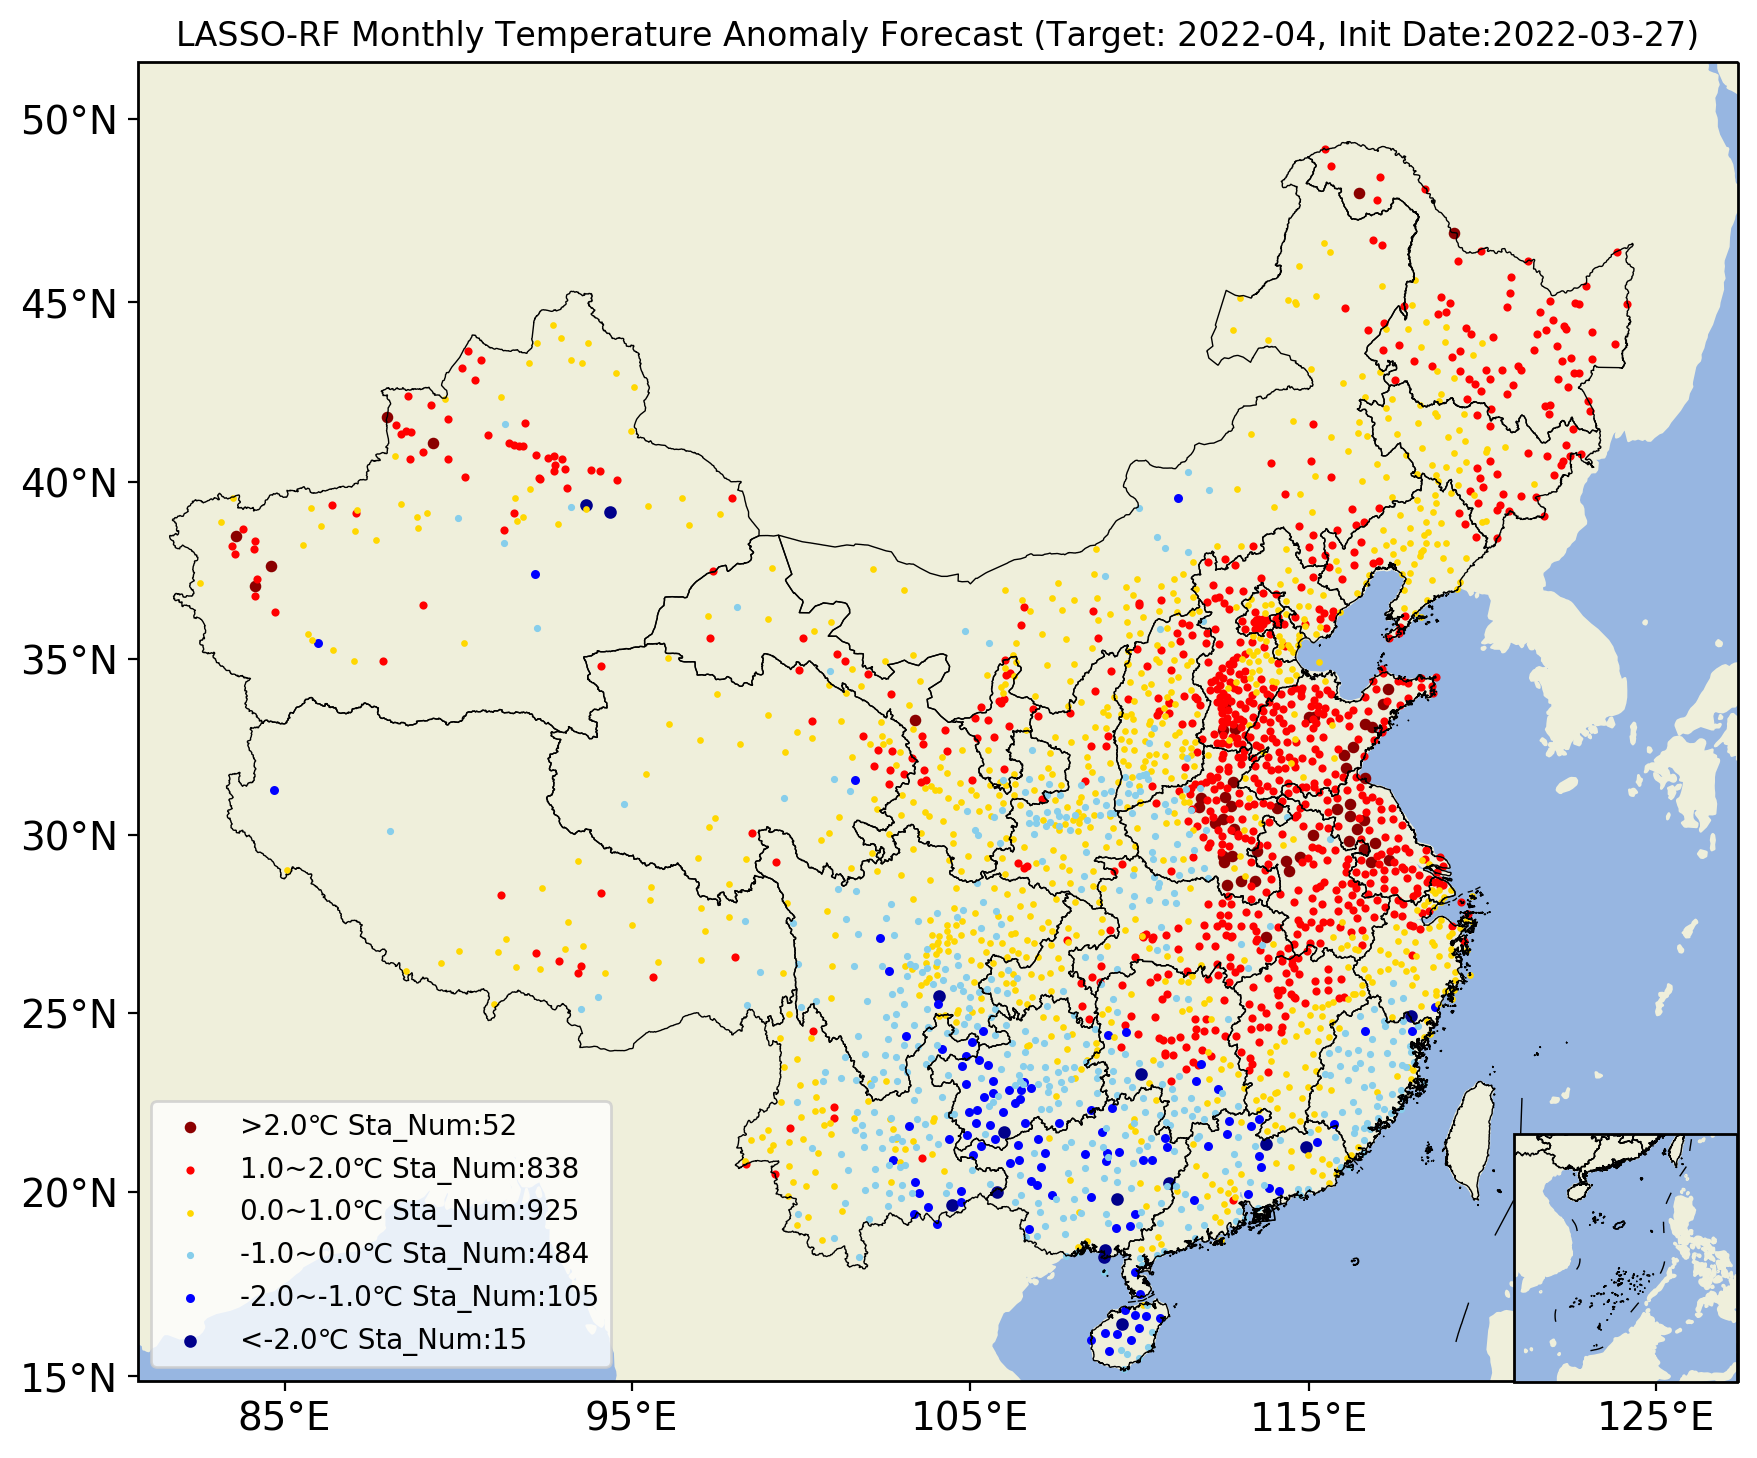 LASSO-RF Monthly Temperature Anomaly Forecast (Target: 2022-04, Init Date:2022-03-27)
50°N
45°N
40°N
35°N
30°N
25°N
20°N
15°N
>2.0℃ Sta_Num:52
1.0~2.0℃ Sta_Num:838
0.0~1.0℃ Sta_Num:925
-1.0~0.0℃ Sta_Num:484
-2.0~-1.0℃ Sta_Num:105
<-2.0℃ Sta_Num:15
85°E
95°E
105°E
115°E
125°E